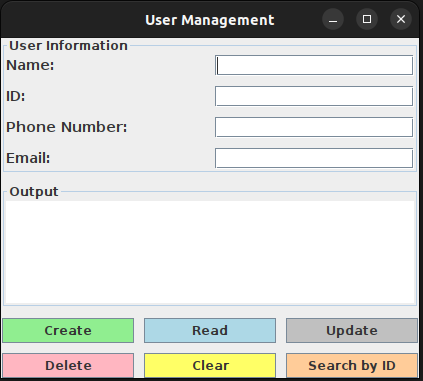 User Management
User Information
Name:
ID:
Phone Number:
Email:
Output
Create Read Update
Delete Clear Search by ID